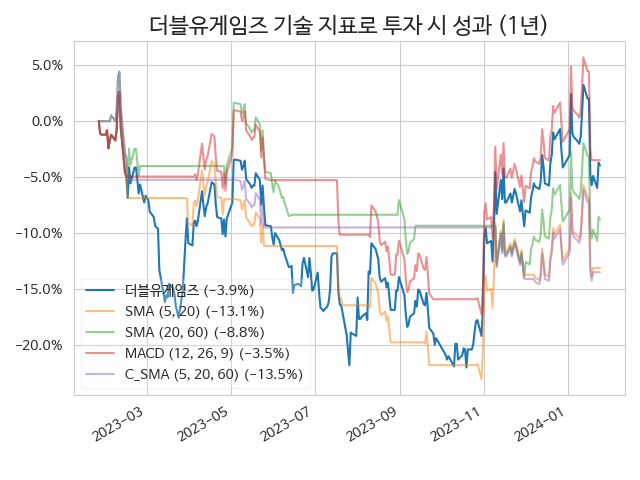 더블유게임즈 기술 지표로 투자 시 성과 (1년)
5.0%
0.0%
−5.0%
−10.0%
−15.0%
−20.0%
더블유게임즈 (−3.9%)
SMA (5, 20) (−13.1%)
SMA (20, 60) (−8.8%)
MACD (12, 26, 9) (−3.5%)
C_SMA (5, 20, 60) (−13.5%)
2023-03
2023-05
2023-07
2023-09
2023-11
2024-01